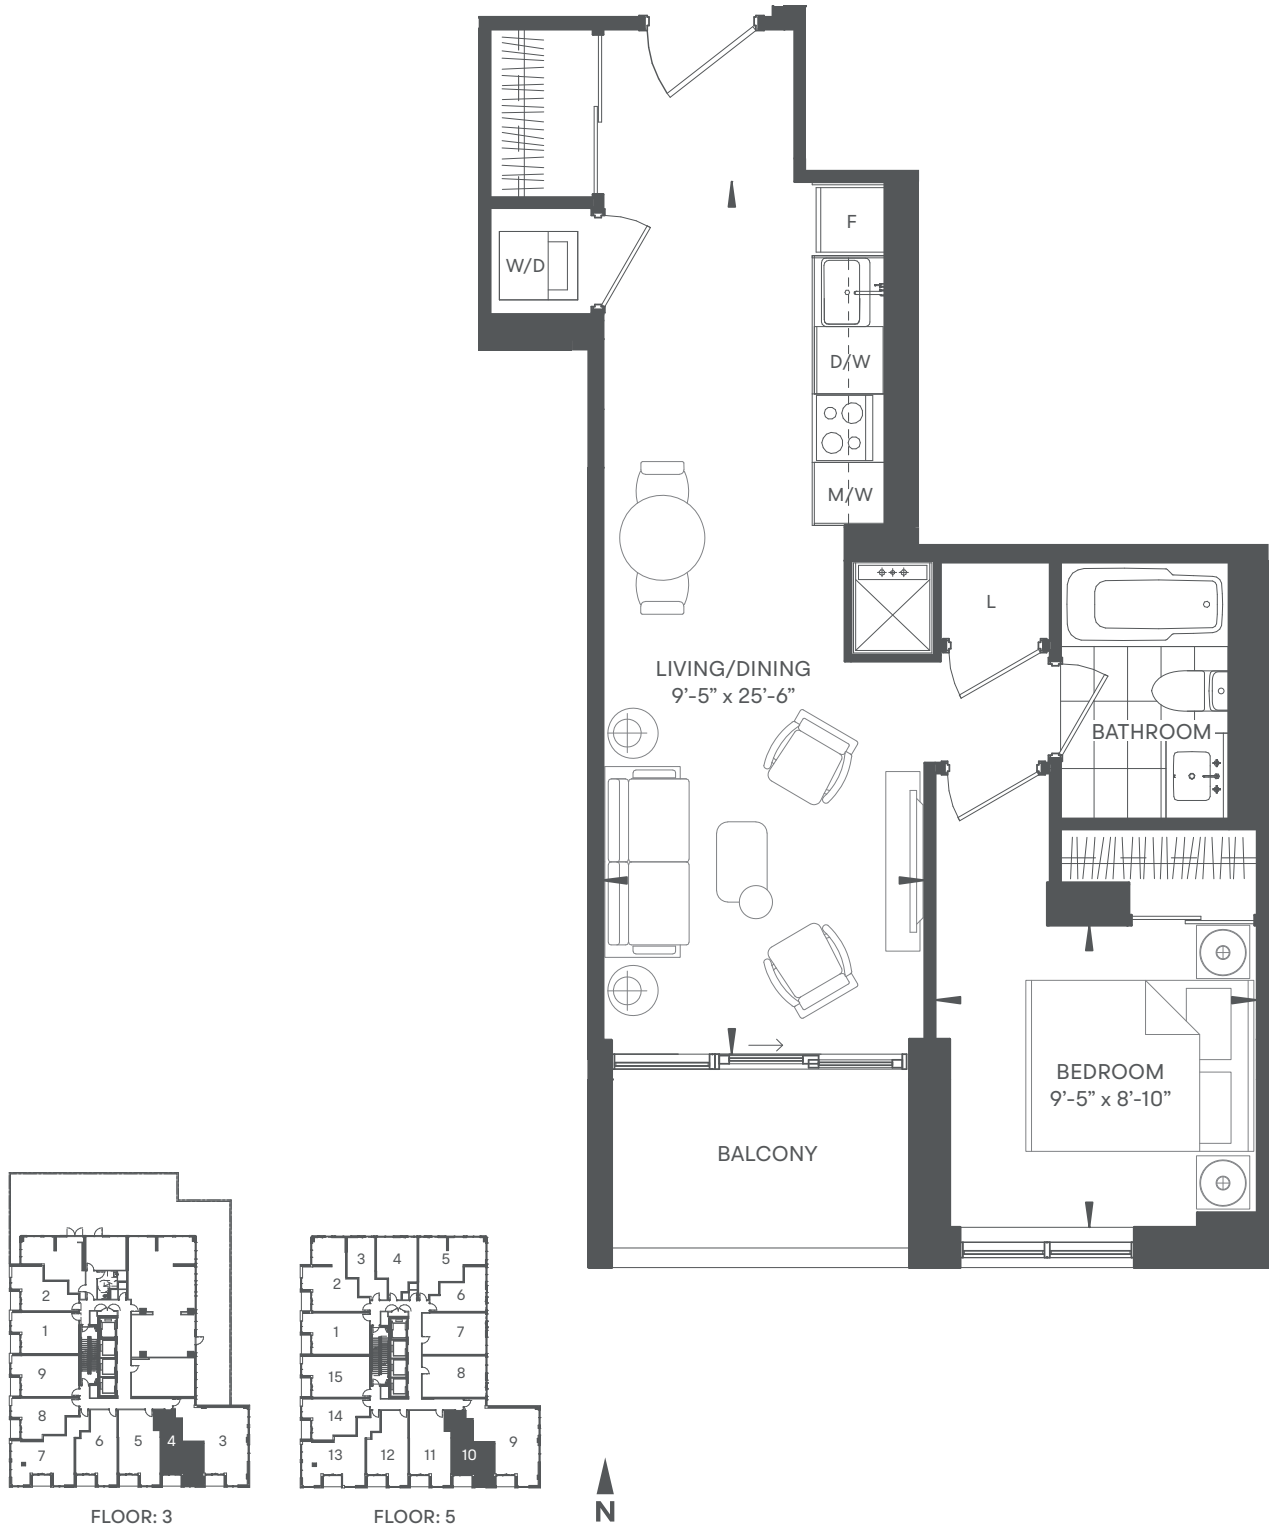 F
W/D
D/W
M/W
L
LIVING/DINING
9’-5” x 25’-6”
BATHROOM
BEDROOM
9’-5” x 8’-10”
BALCONY
2
1
9
8
7
6
5
4
3
FLOOR: 3
3
4
5
2
6
1
7
15
8
14
13
12
11
10
9
FLOOR: 5
N